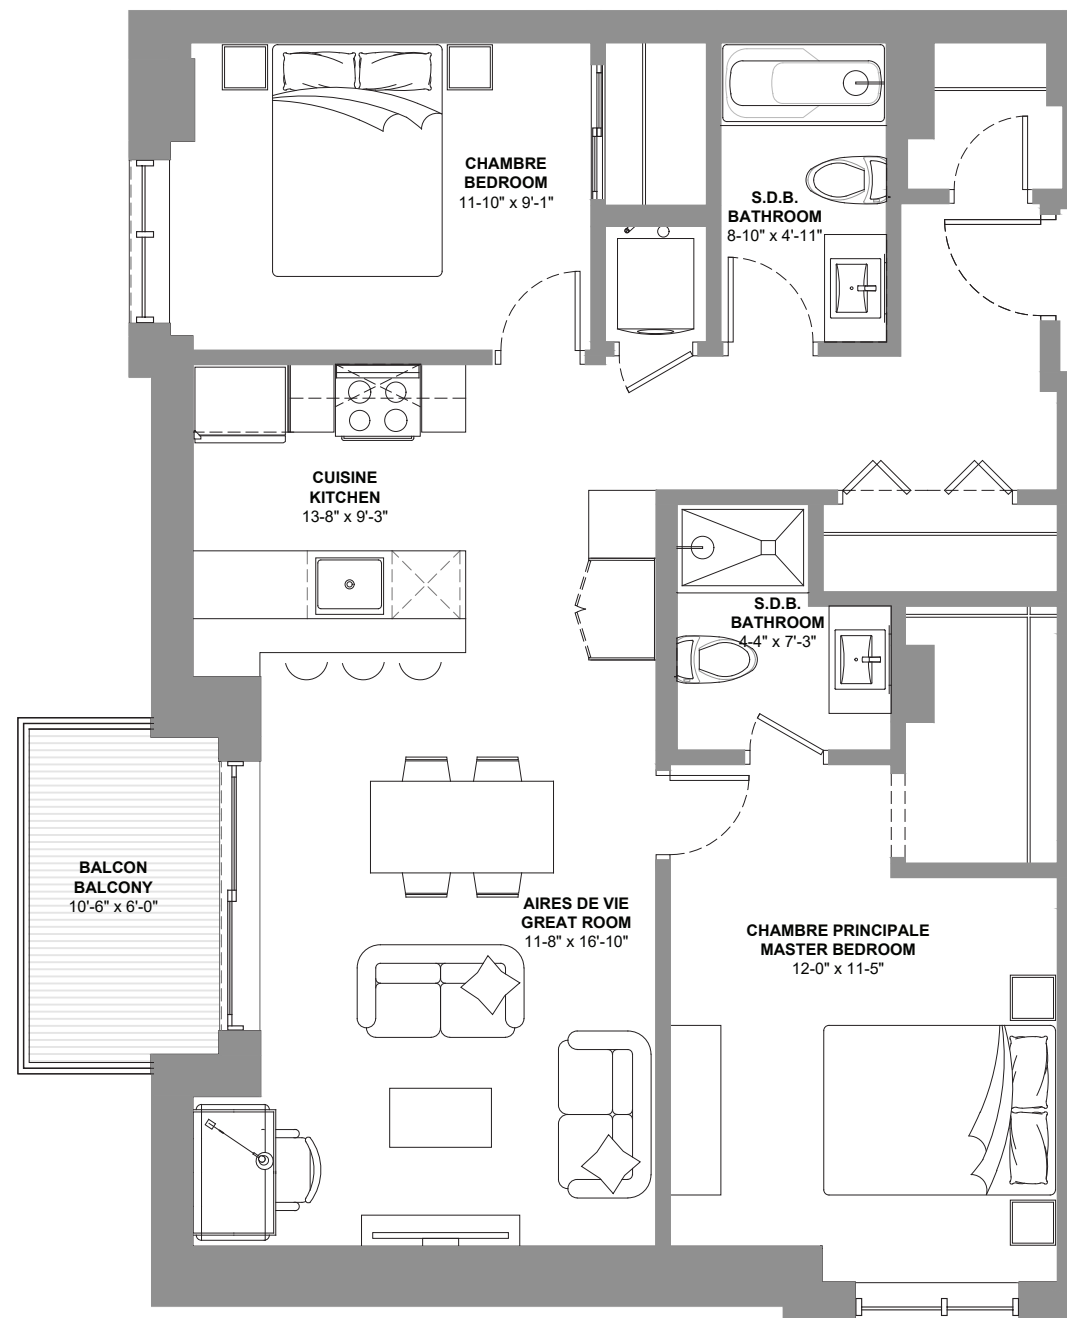 CHAMBRE
BEDROOM
11-10" x 9'-1"
S.D.B.
BATHROOM
8-10" x 4'-11"
CUISINE
KITCHEN
13-8" x 9'-3"
S.D.B.
BATHROOM
4-4" x 7'-3"
BALCON
BALCONY
10'-6" x 6'-0"
AIRES DE VIE
GREAT ROOM
11-8" x 16'-10"
CHAMBRE PRINCIPALE
MASTER BEDROOM
12-0" x 11-5"